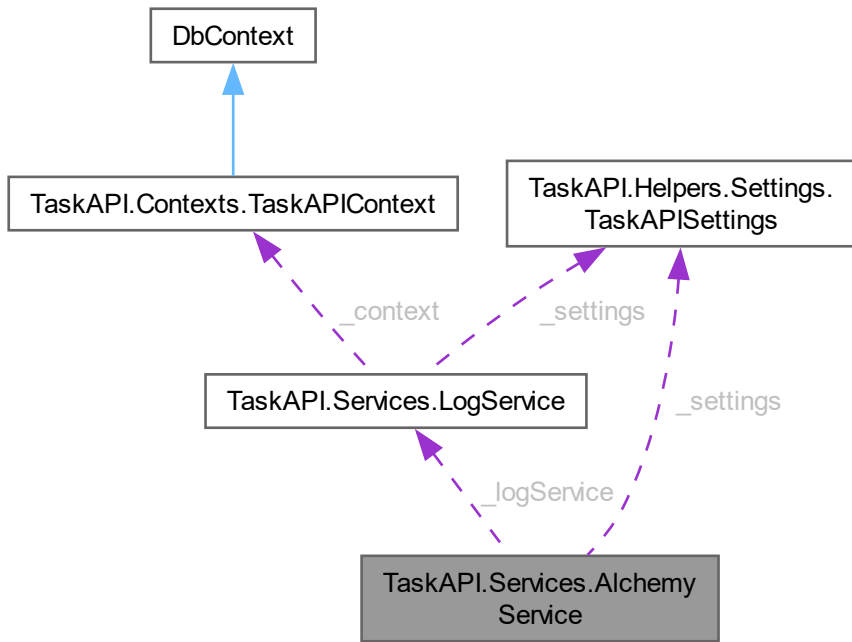 DbContext
TaskAPI.Contexts.TaskAPIContext
TaskAPI.Helpers.Settings.
TaskAPISettings
_context
_settings
TaskAPI.Services.LogService
_settings
_logService
TaskAPI.Services.Alchemy
Service